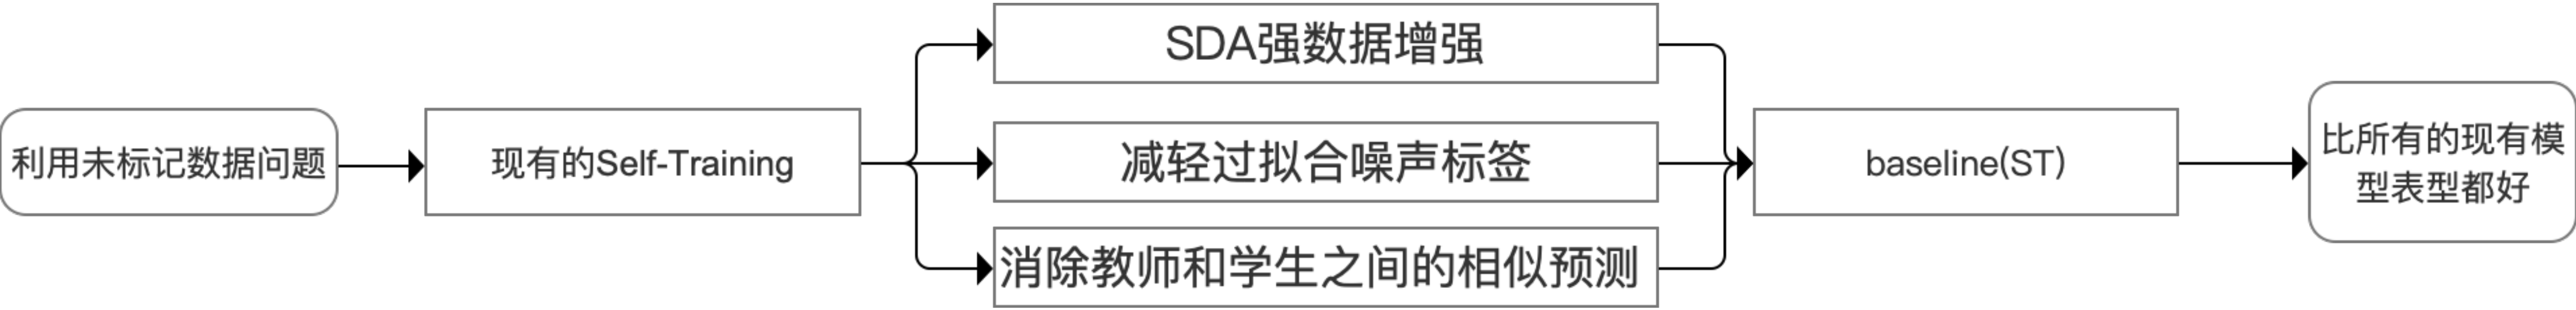 利用未标记数据问题
现有的Self-Training
SDA强数据增强
减轻过拟合噪声标签
消除教师和学生之间的相似预测
baseline(ST)
比所有的现有模
型表型都好